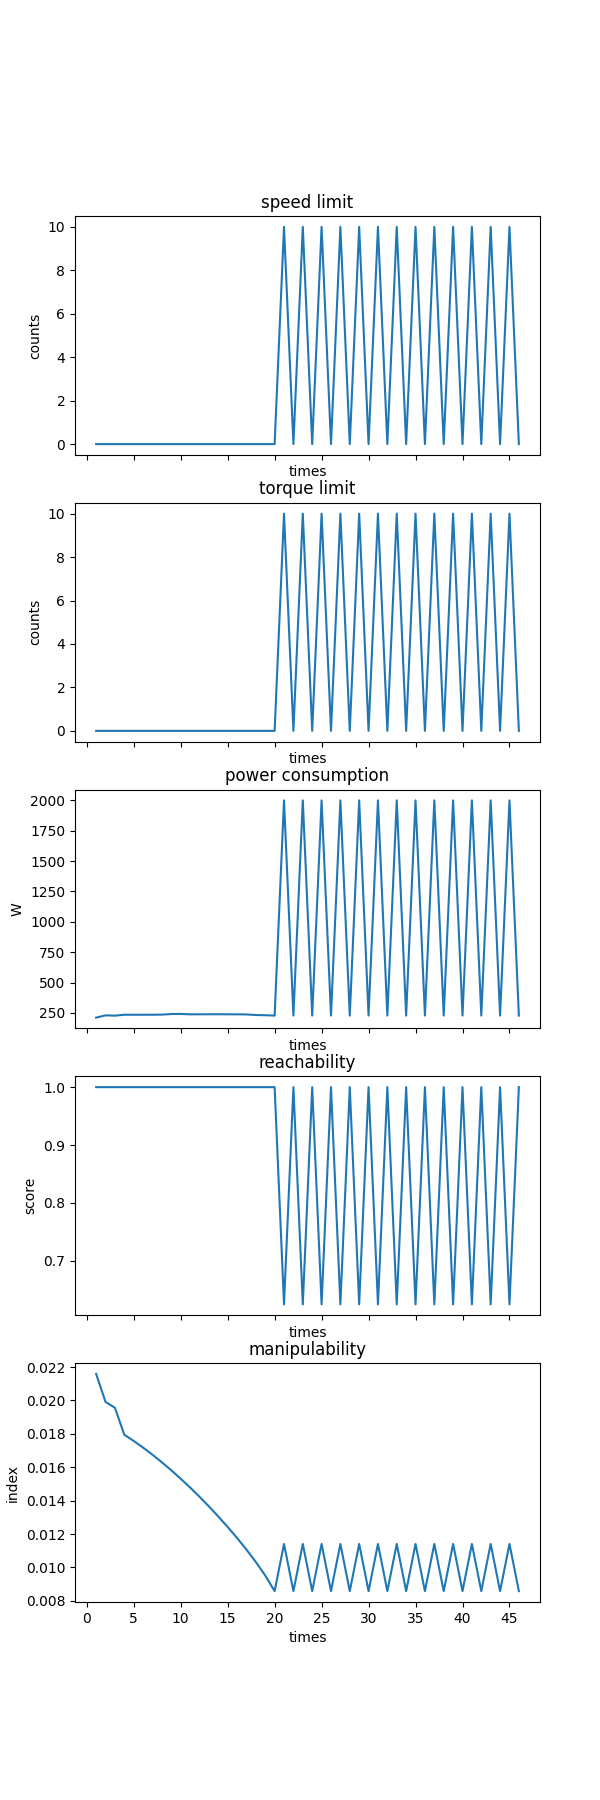 speed limit
10
8
6
4
2
0
counts
times
torque limit
10
8
6
4
2
0
counts
times
power consumption
2000
1750
1500
1250
1000
750
500
250
W
times
reachability
1.0
0.9
0.8
0.7
score
times
manipulability
0.022
0.020
0.018
0.016
0.014
0.012
0.010
0.008
index
0 5 10 15 20 25 30 35 40 45
times